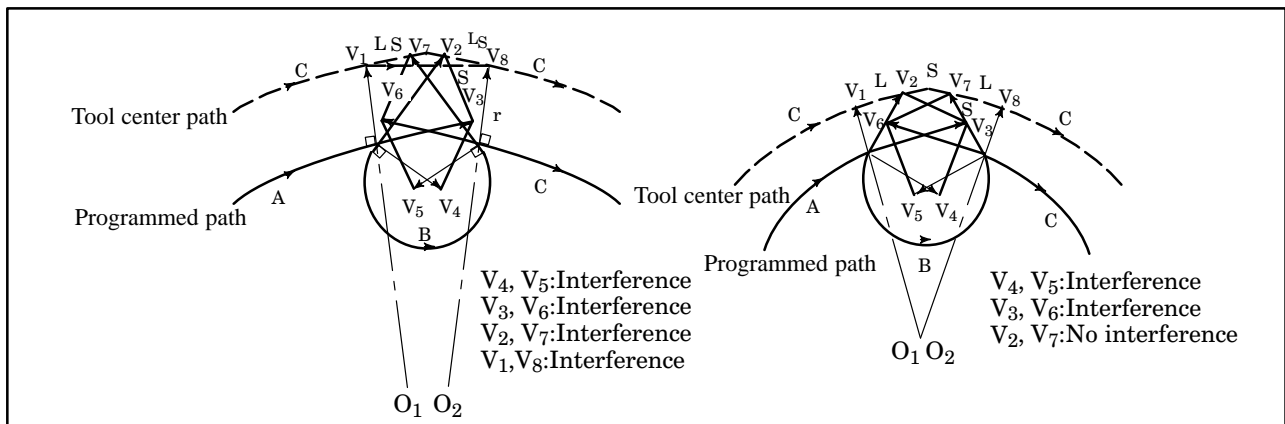 V1 L S V7 V2 L S V8
C C
V6 S V3
r
Tool center path
A C
Programmed path
V5 V4
B
V4, V5:Interference
V3, V6:Interference
V2, V7:Interference
V1,V8:Interference
O1 O2
V1 L V2 S V7 L V8
C C
V6 S V3
Tool center path
A
V5 V4
C
Programmed path
B
V4, V5:Interference
V3, V6:Interference
V2, V7:No interference
O1 O2